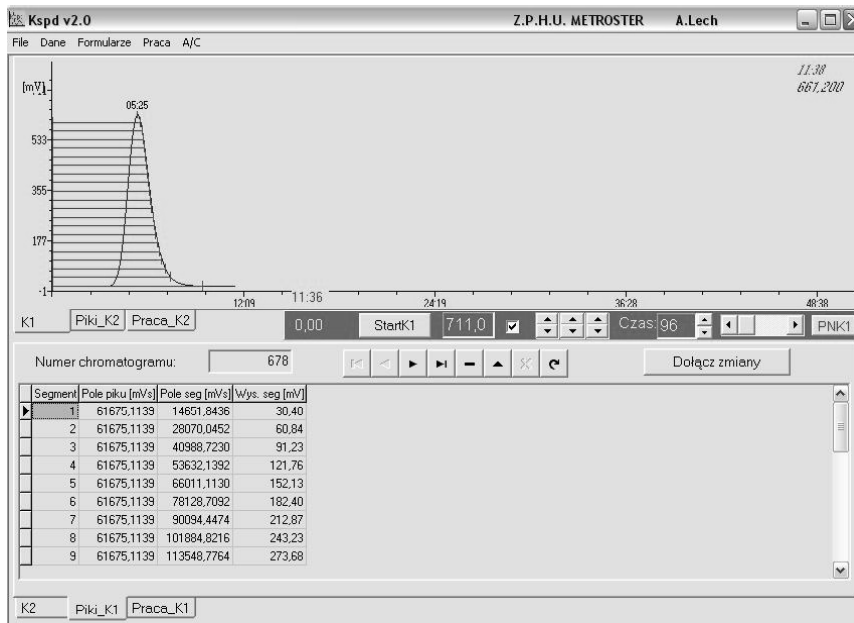 Kspd v2.0 Z.P.H.U. METROSTER A.Lech
File Dane Formularze Praca A/C
11:38
661,200
[mV]
05:25
533
355
177
-1
12:09 11:36 24:19 36:28 48:38
K1 Piki_K2 Praca_K2 0,00 StartK1 711,0 Czas: 96 PNK1
Numer chromatogramu: 678 Dołącz zmiany
Segment Pole piku [mVs] Pole seg [mVs] Wys. seg [mV]
1 61675,1139 14651,8436 30,40
2 61675,1139 28070,0452 60,84
3 61675,1139 40988,7230 91,23
4 61675,1139 53632,1392 121,76
5 61675,1139 66011,1130 152,13
6 61675,1139 78128,7092 182,40
7 61675,1139 90094,4474 212,87
8 61675,1139 101884,8216 243,23
9 61675,1139 113548,7764 273,68
K2 Piki_K1 Praca_K1